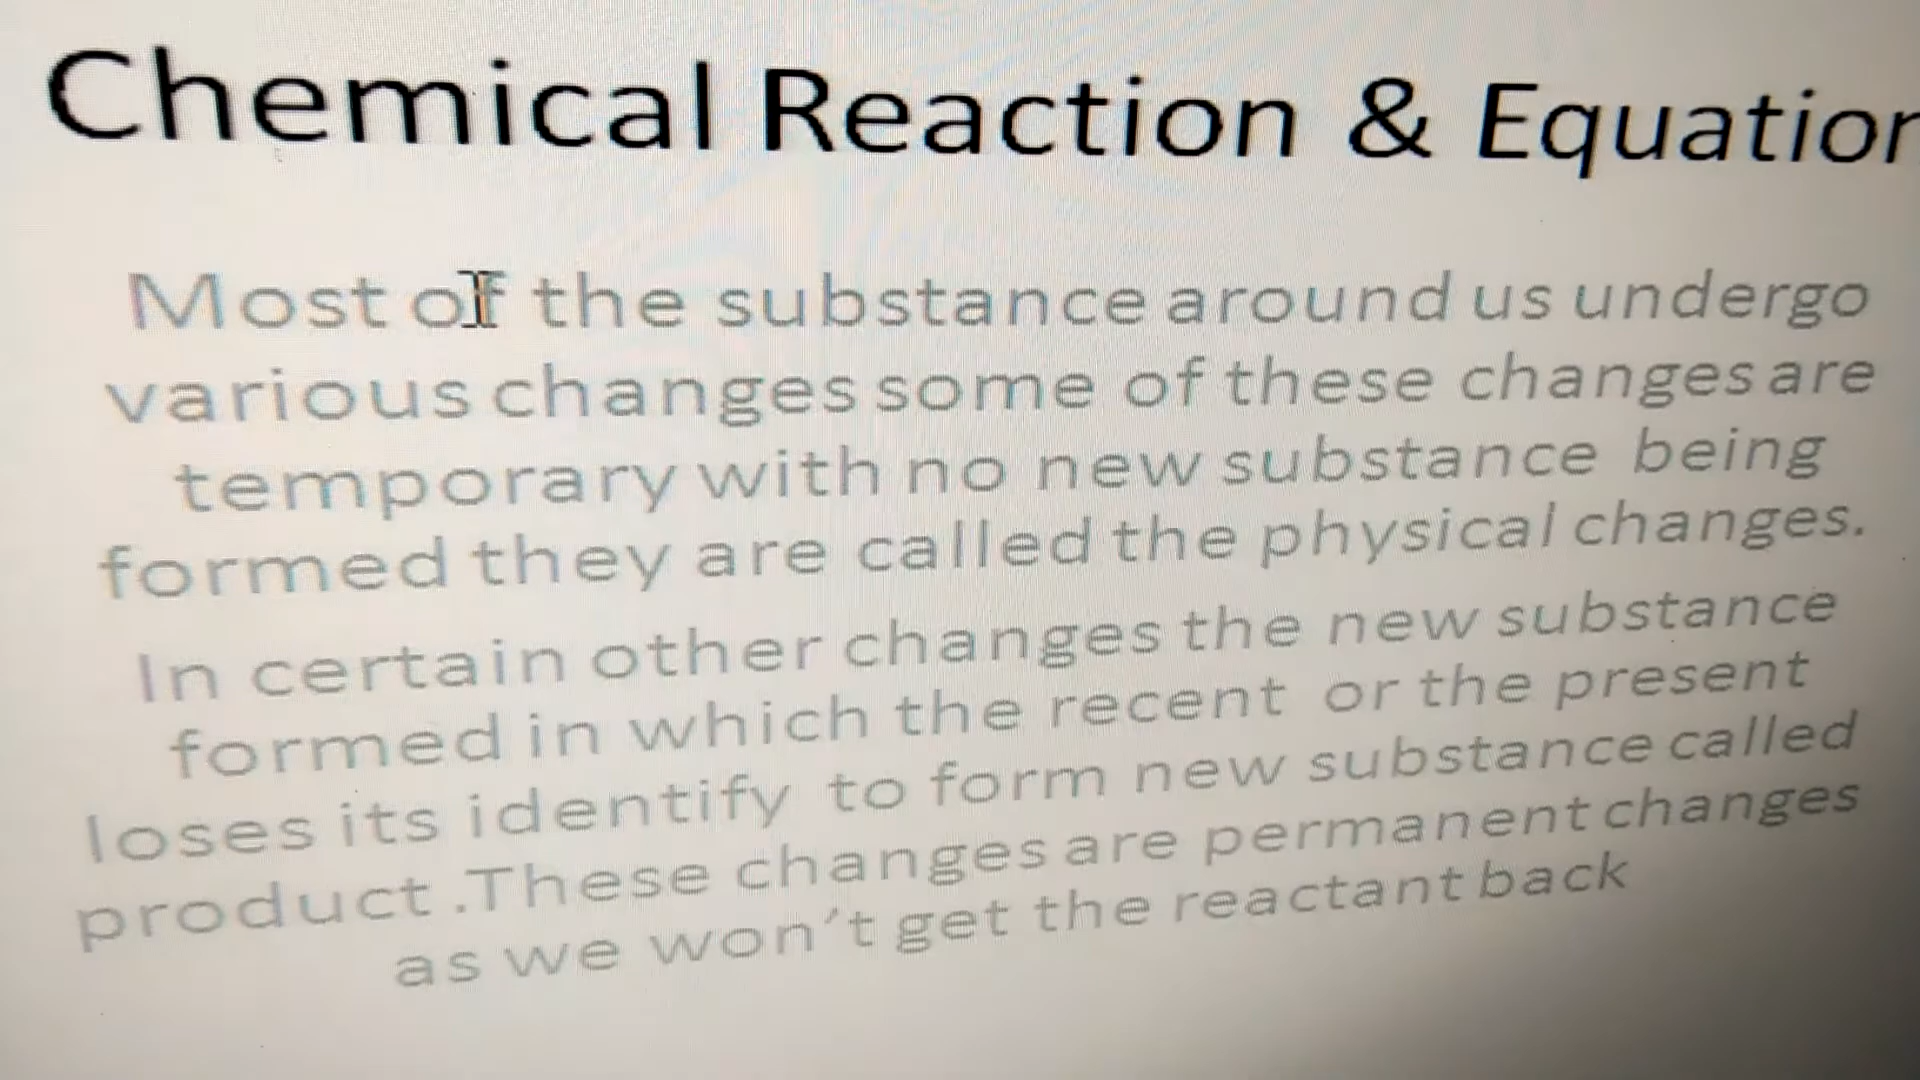 Chemical Reaction & Equation
Most of the substance around us undergo
various changes some of these changes are
temporary with no new substance being
formed they are called the physical changes.
In certain other changes the new substance
formed in which the recent or the present
loses its identify to form new substance called
product .These changes are permanent changes
as we won't get the reactant back